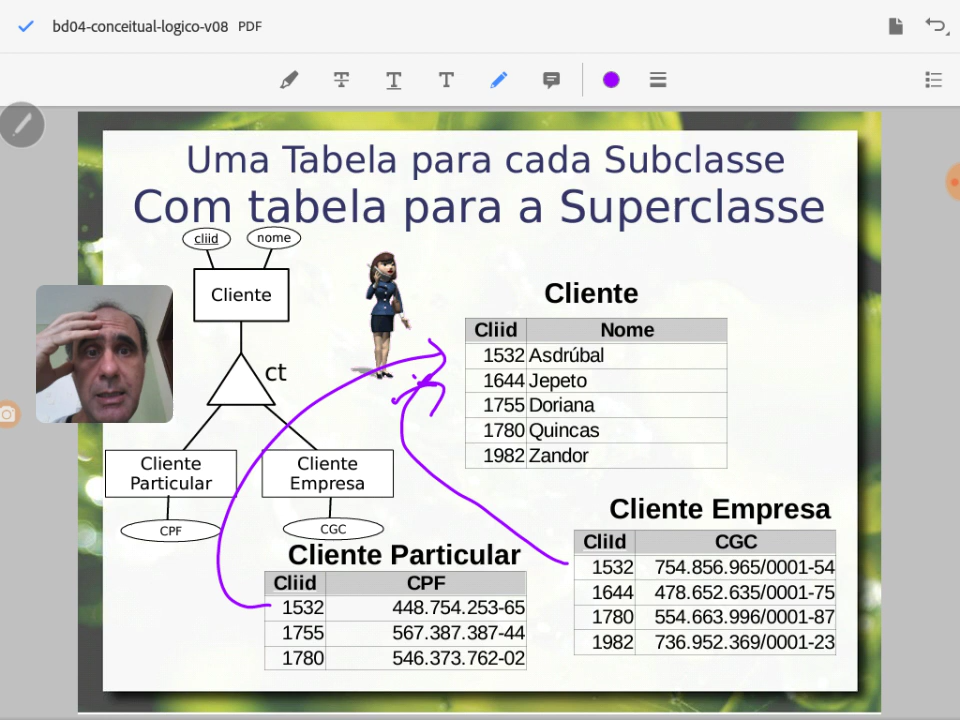 bd04-conceitual-logico-v08 PDF
T T T
Uma Tabela para cada Subclasse
Com tabela para a Superclasse
cliid nome
Cliente
ct
Cliente Particular
Cliente Empresa
CPF
CGC
Cliente
Cliid Nome
1532 Asdrúbal
1644 Jepeto
1755 Doriana
1780 Quincas
1982 Zandor
Cliente Particular
Cliid CPF
1532 448.754.253-65
1755 567.387.387-44
1780 546.373.762-02
Cliente Empresa
CliId CGC
1532 754.856.965/0001-54
1644 478.652.635/0001-75
1780 554.663.996/0001-87
1982 736.952.369/0001-23